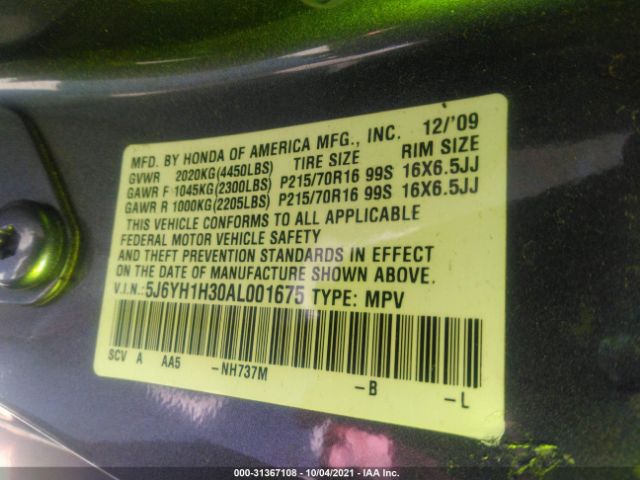 MFD. BY HONDA OF AMERICA MFG., INC. 12/'09
GVWR 2020KG(4450LBS) TIRE SIZE RIM SIZE
GAWR F 1045KG(2300LBS) P215/70R16 99S 16X6.5JJ
GAWR R 1000KG(2205LBS) P215/70R16 99S 16X6.5JJ
THIS VEHICLE CONFORMS TO ALL APPLICABLE
FEDERAL MOTOR VEHICLE SAFETY
AND THEFT PREVENTION STANDARDS IN EFFECT
ON THE DATE OF MANUFACTURE SHOWN ABOVE.
V.I.N.:5J6YH1H30AL001675 TYPE: MPV
SCV A AA5 -NH737M -B -L
000-31367108 - 10/04/2021 - IAA Inc.